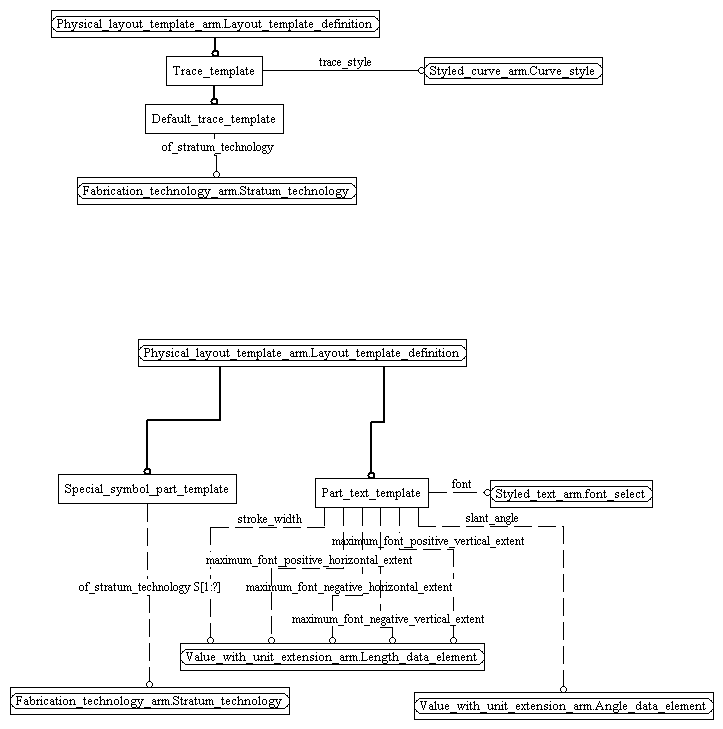 Physical_layout_template_arm.Layout_template_definition
trace_style
Trace_template
Styled_curve_arm.Curve_style
Default_trace_template
of_stratum_technology
Fabrication_technology_arm.Stratum_technology
Physical_layout_template_arm.Layout_template_definition
Special_symbol_part_template
Part_text_template
font
Styled_text_arm.font_select
stroke_width
slant_angle
maximum_font_positive_vertical_extent
maximum_font_positive_horizontal_extent
of_stratum_technology S[1:?]
maximum_font_negative_horizontal_extent
maximum_font_negative_vertical_extent
Value_with_unit_extension_arm.Length_data_element
Fabrication_technology_arm.Stratum_technology
Value_with_unit_extension_arm.Angle_data_element